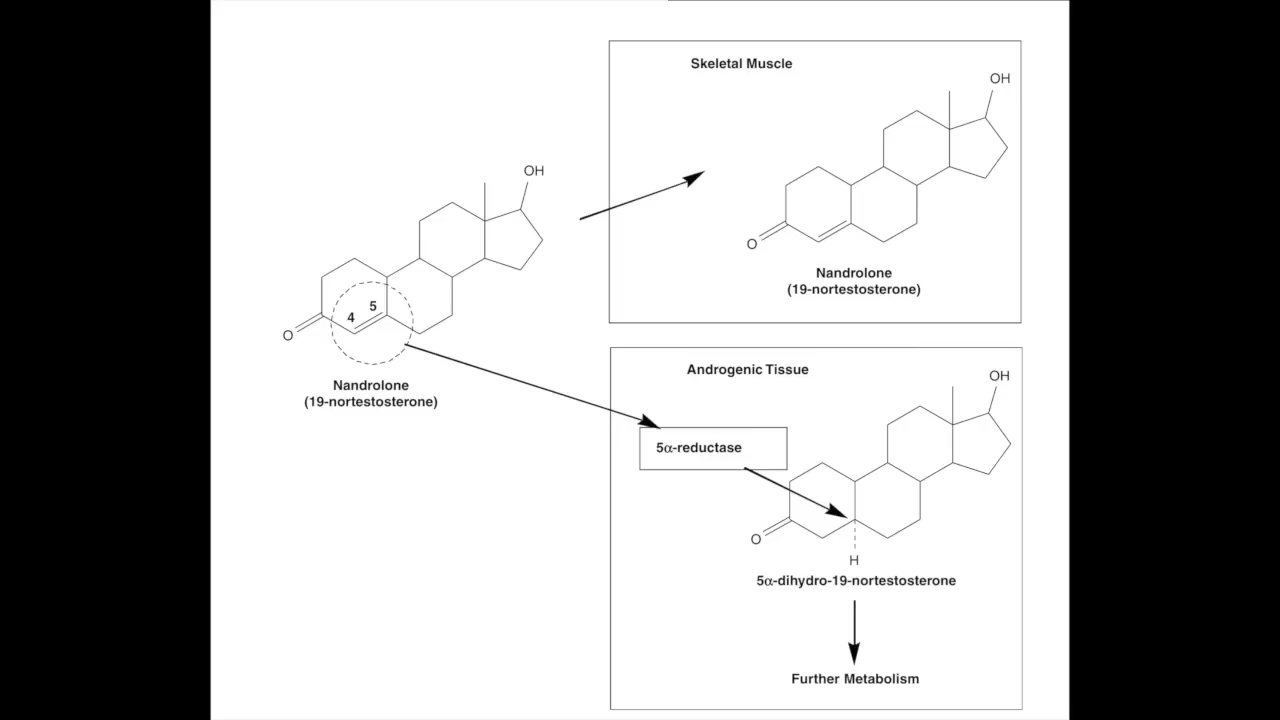 OH
O
4
5
Nandrolone
(19-nortestosterone)
Skeletal Muscle
OH
O
Nandrolone
(19-nortestosterone)
Androgenic Tissue
OH
5α-reductase
O
H
5α-dihydro-19-nortestosterone
Further Metabolism